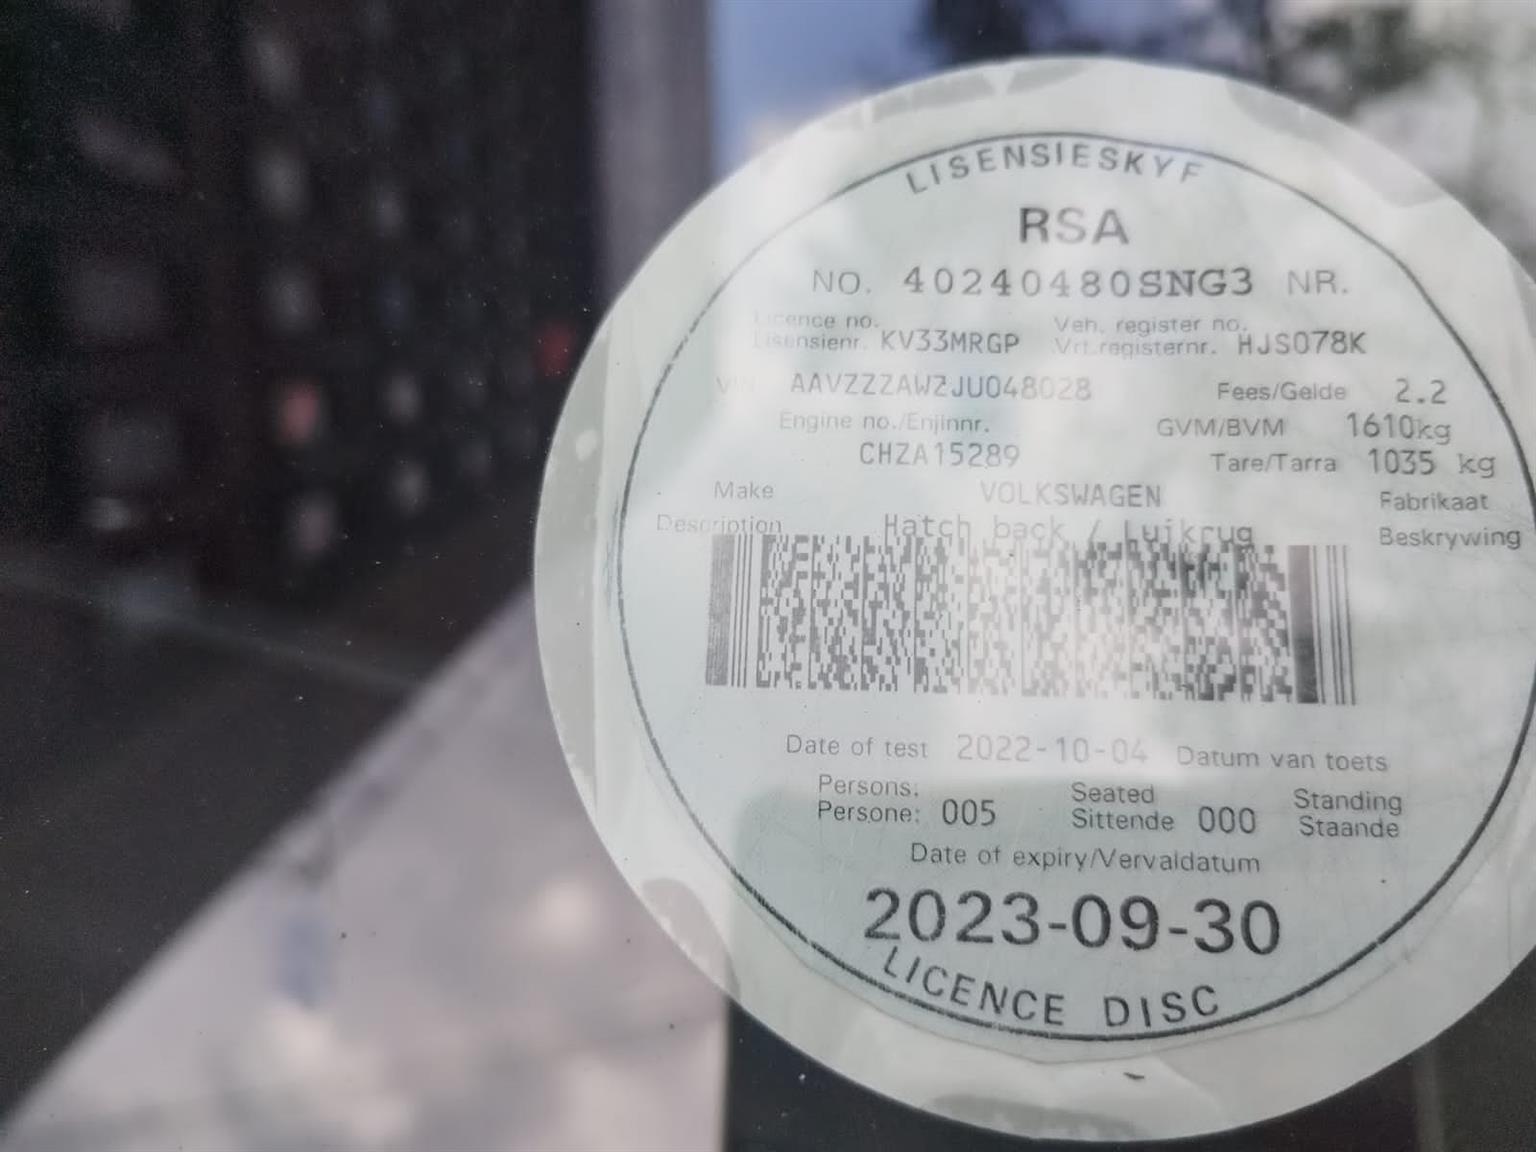 LISENSIESKYF
RSA
NO. 40240480SNG3 NR.
Licence no. Veh. register no.
Lisensienr. KV33MRGP Vrt.registernr. HJS078K
VIN AAVZZZAWZJU048028 Fees/Gelde 2.2
Engine no./Enjinnr. GVM/BVM 1610kg
CHZA15289 Tare/Tarra 1035 kg
Make VOLKSWAGEN Fabrikaat
Description Hatch back / Luikrug Beskrywing
Date of test 2022-10-04 Datum van toets
Persons: Seated Standing
Persone: 005 Sittende 000 Staande
Date of expiry/Vervaldatum
2023-09-30
LICENCE DISC